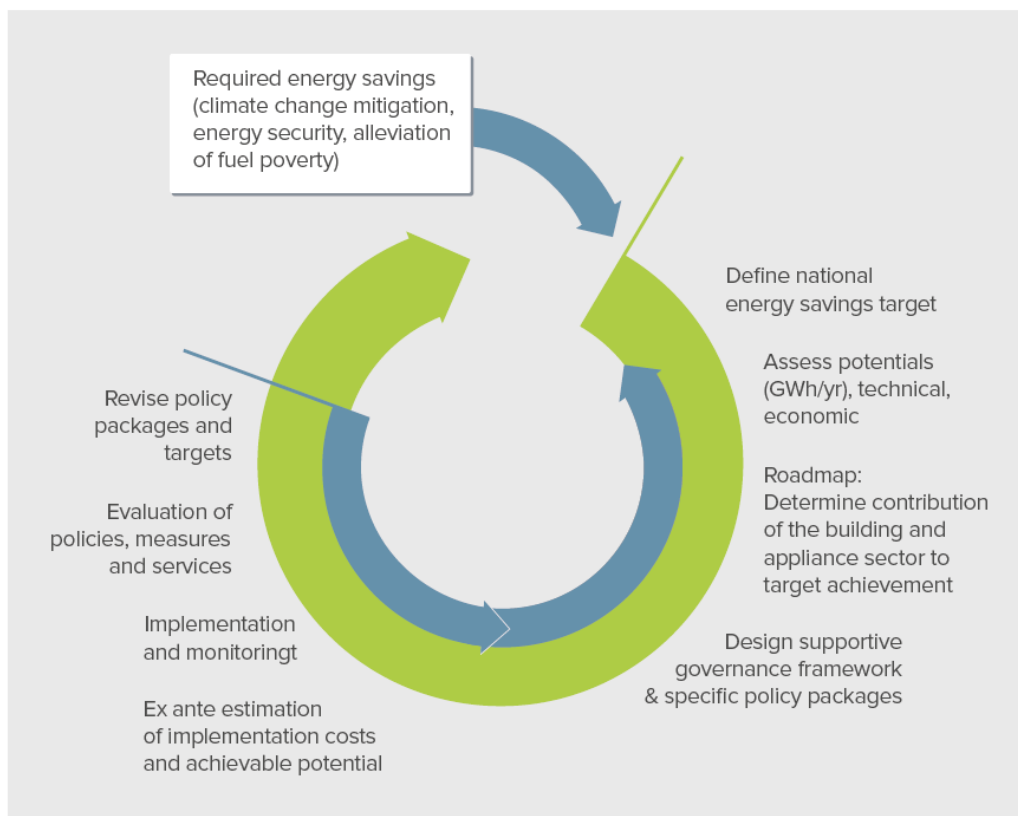 Required energy savings
(climate change mitigation,
energy security, alleviation
of fuel poverty)
Define national
energy savings target
Assess potentials
(GWh/yr), technical,
economic
Roadmap:
Determine contribution
of the building and
appliance sector to
target achievement
Design supportive
governance framework
& specific policy packages
Ex ante estimation
of implementation costs
and achievable potential
Implementation
and monitoringt
Evaluation of
policies, measures
and services
Revise policy
packages and
targets